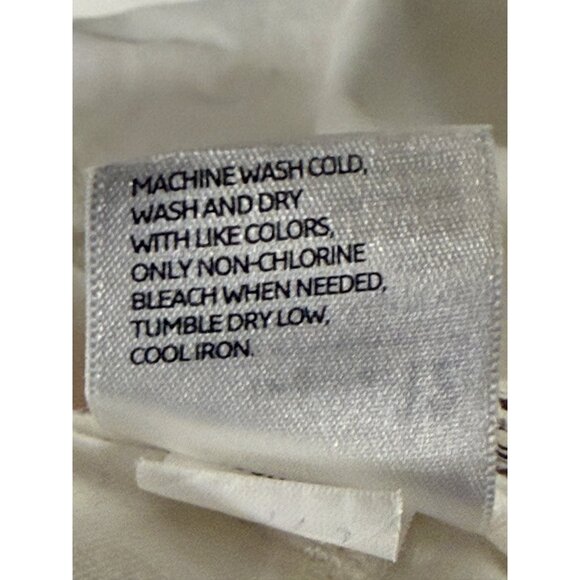 MACHINE WASH COLD,
WASH AND DRY
WITH LIKE COLORS,
ONLY NON-CHLORINE
BLEACH WHEN NEEDED,
TUMBLE DRY LOW,
COOL IRON.